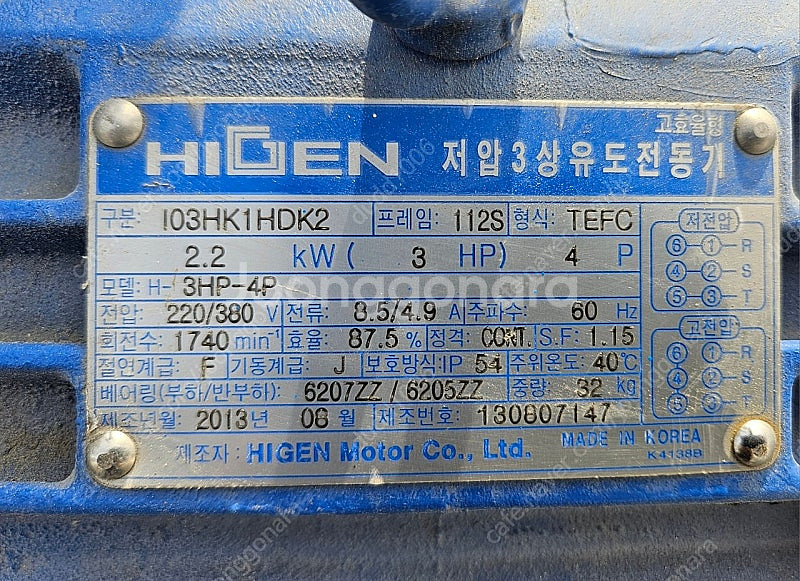 고효율형
HIGEN 저압3상유도전동기
구분 I03HK1HDK2 프레임: 112S 형식: TEFC
2.2 kW ( 3 HP) 4 P
모델: H- 3HP-4P
전압: 220/380 V 전류: 8.5/4.9 A 주파수: 60 Hz
회전수: 1740 min⁻¹ 효율: 87.5 % 정격: CONT. S.F: 1.15
절연계급: F 기동계급: J 보호방식:IP 54 주위온도: 40℃
베어링(부하/반부하): 6207ZZ / 6205ZZ 중량: 32 kg
제조년월: 2013년 08월 제조번호: 130807147
제조자: HIGEN Motor Co., Ltd. MADE IN KOREA
K4138B
저전압
⑥ ① R
④ ② S
⑤ ③ T
고전압
⑥ ① R
④ ② S
⑤ ③ T
joonggonara